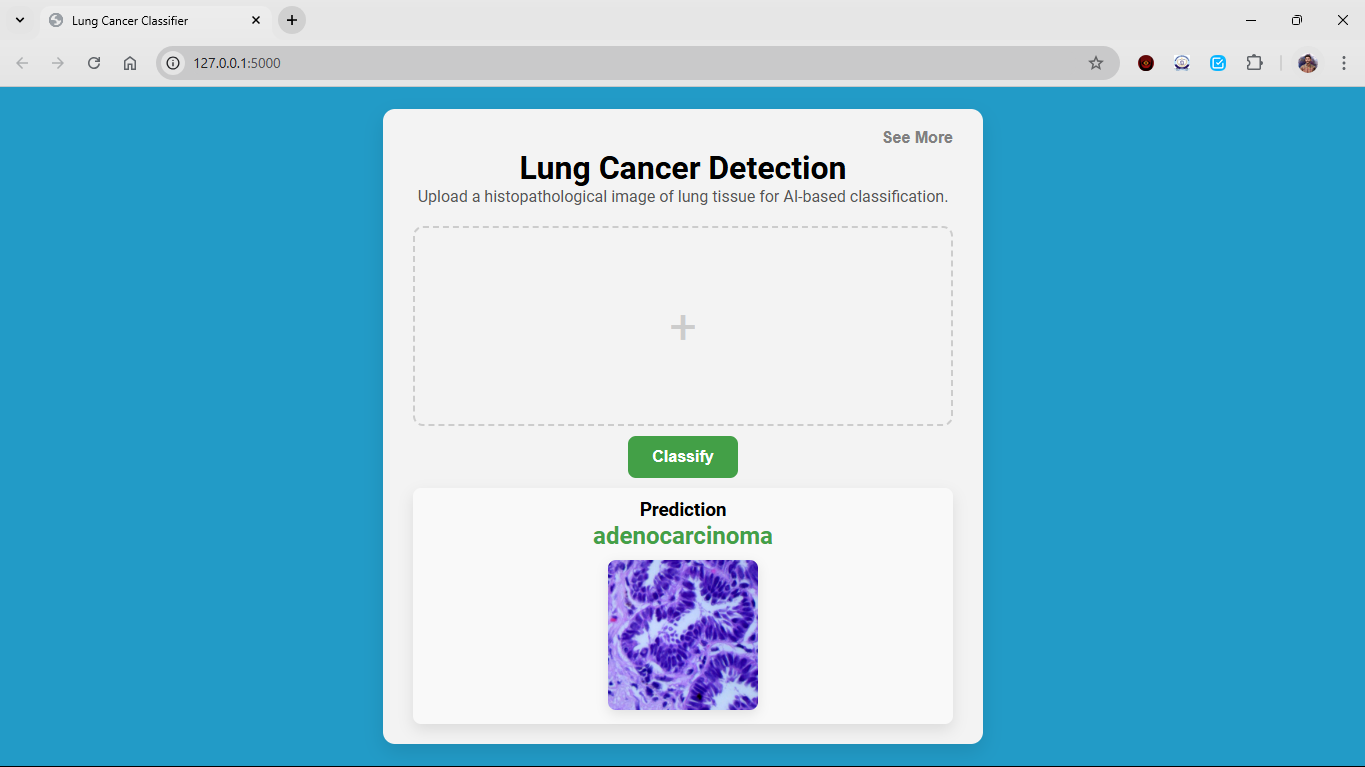 Lung Cancer Classifier
127.0.0.1:5000
See More
Lung Cancer Detection
Upload a histopathological image of lung tissue for AI-based classification.
+
Classify
Prediction
adenocarcinoma